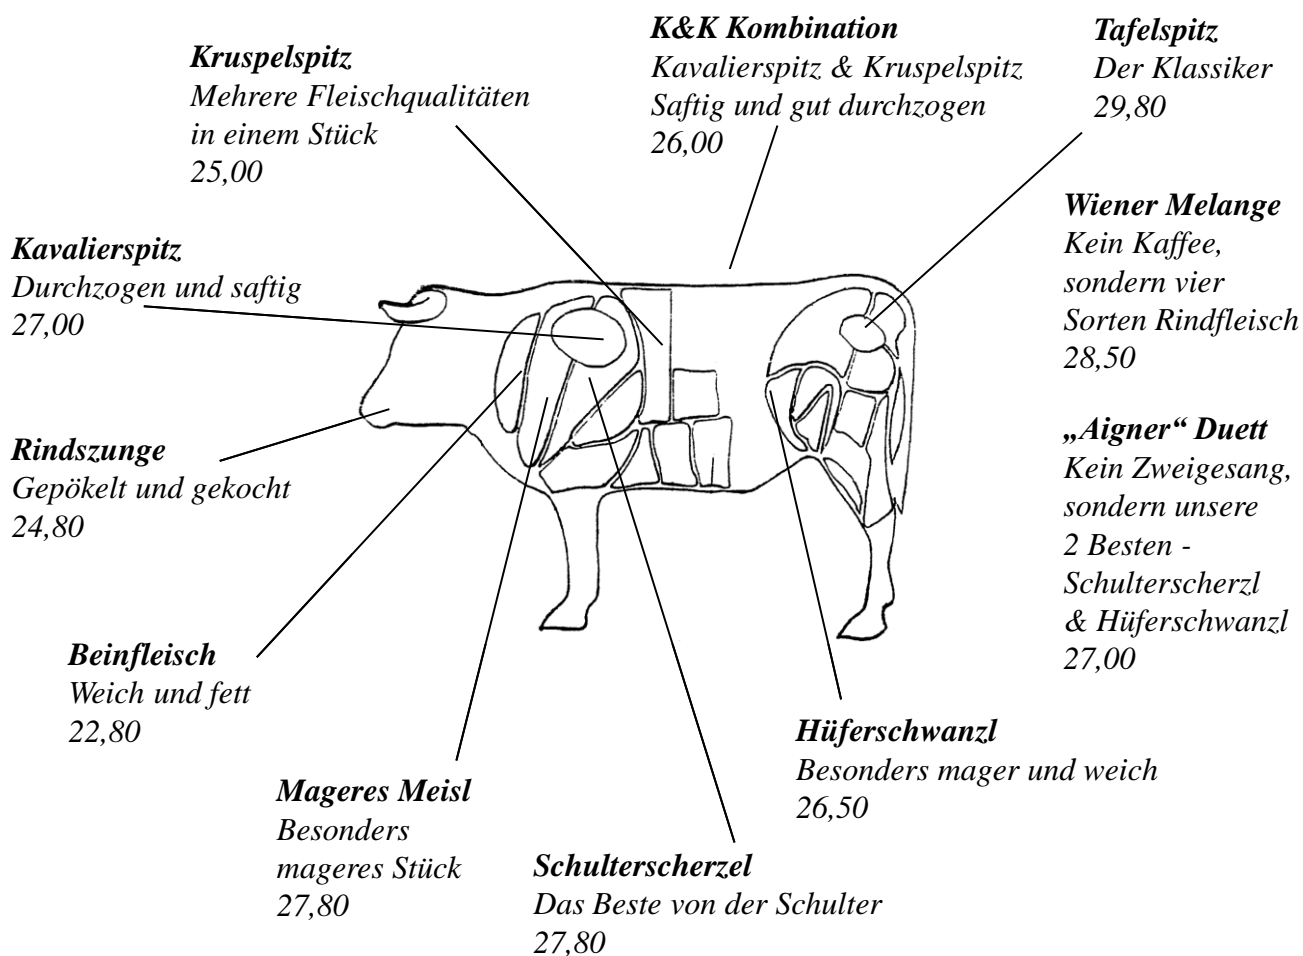 Kruspelspitz
Mehrere Fleischqualitäten
in einem Stück
25,00
K&K Kombination
Kavalierspitz & Kruspelspitz
Saftig und gut durchzogen
26,00
Tafelspitz
Der Klassiker
29,80
Kavalierspitz
Durchzogen und saftig
27,00
Wiener Melange
Kein Kaffee,
sondern vier
Sorten Rindfleisch
28,50
Rindszunge
Gepökelt und gekocht
24,80
„Aigner“ Duett
Kein Zweigesang,
sondern unsere
2 Besten -
Schulterscherzl
& Hüferschwanzl
27,00
Beinfleisch
Weich und fett
22,80
Mageres Meisl
Besonders
mageres Stück
27,80
Schulterscherzel
Das Beste von der Schulter
27,80
Hüferschwanzl
Besonders mager und weich
26,50